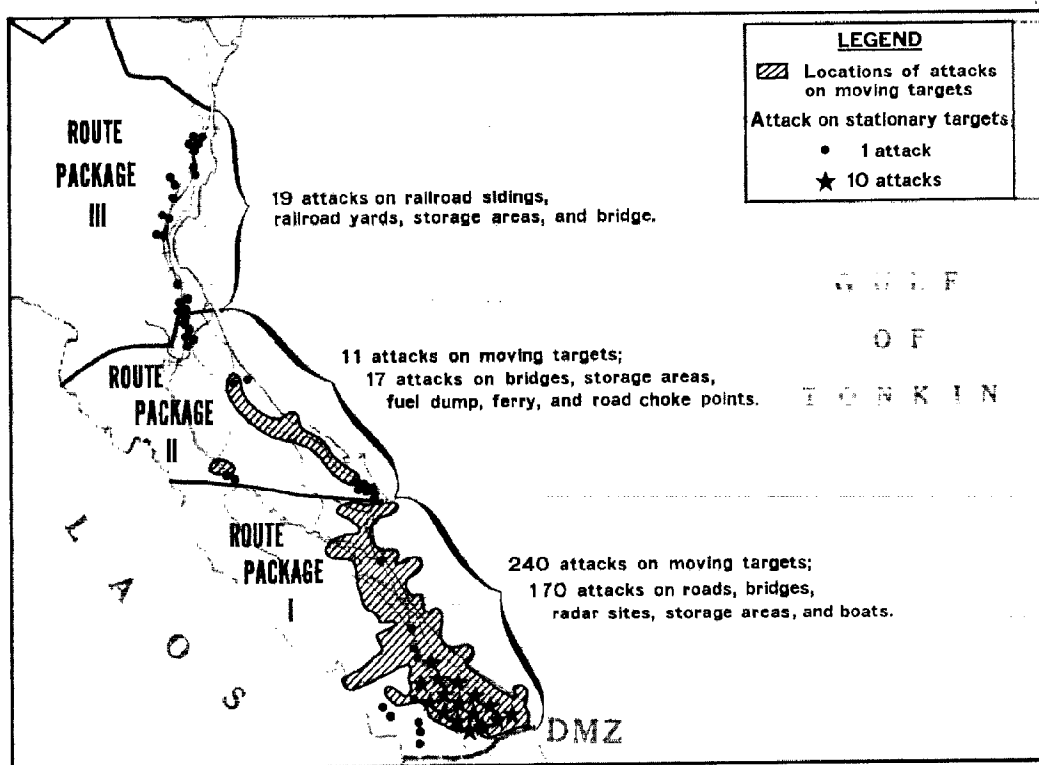 LEGEND
Locations of attacks
on moving targets
Attack on stationary targets
1 attack
10 attacks
ROUTE
PACKAGE
III
19 attacks on railroad sidings,
railroad yards, storage areas, and bridge.
GULF
OF
TONKIN
11 attacks on moving targets;
17 attacks on bridges, storage areas,
fuel dump, ferry, and road choke points.
ROUTE
PACKAGE
II
ROUTE
PACKAGE
I
240 attacks on moving targets;
170 attacks on roads, bridges,
radar sites, storage areas, and boats.
LAOS
DMZ